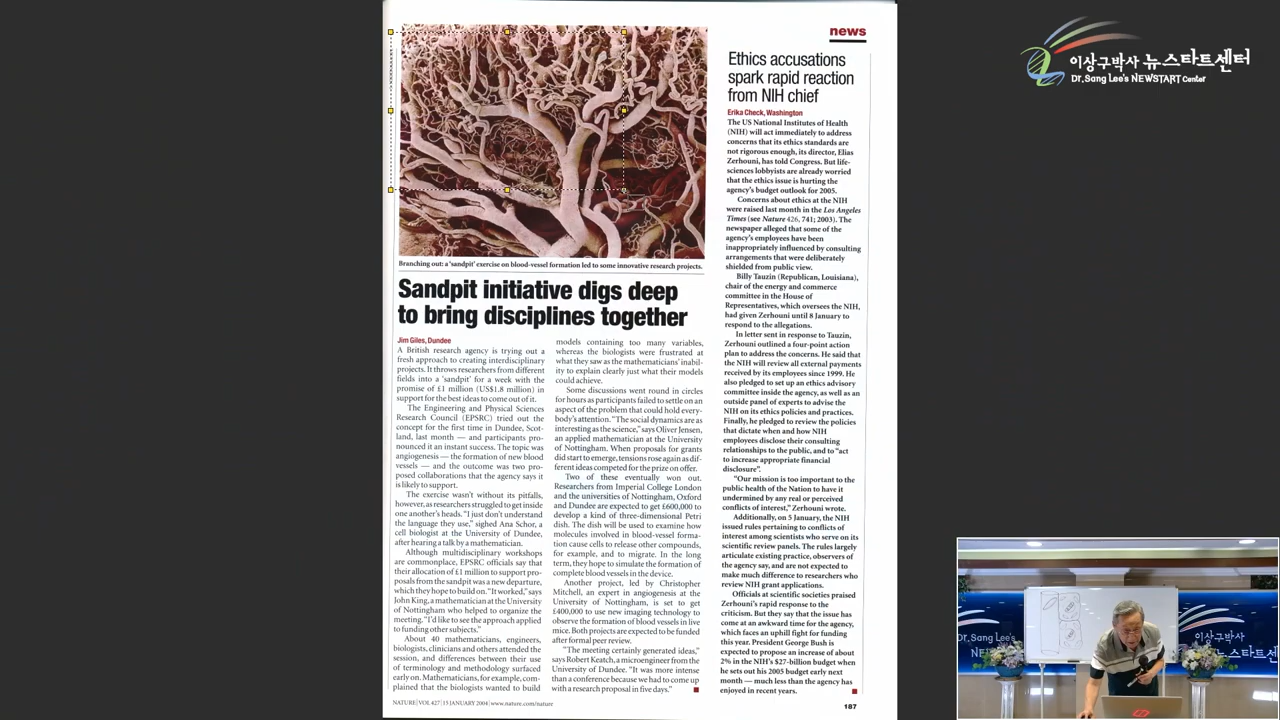 news
Ethics accusations
spark rapid reaction
from NIH chief
Erika Check, Washington
The US National Institutes of Health
(NIH) will act immediately to address
concerns that its ethics standards are
not rigorous enough, its director, Elias
Zerhouni, has told Congress. But life-
sciences lobbyists are already worried
that the ethics issue is hurting the
agency's budget outlook for 2005.
Concerns about ethics at the NIH
were raised last month in the Los Angeles
Times (see Nature 426, 741; 2003). The
newspaper alleged that some of the
agency's employees have been
inappropriately influenced by consulting
arrangements that were deliberately
shielded from public view.
Billy Tauzin (Republican, Louisiana),
chair of the energy and commerce
committee in the House of
Representatives, which oversees the NIH,
had given Zerhouni until 8 January to
respond to the allegations.
In letter sent in response to Tauzin,
Zerhouni outlined a four-point action
plan to address the concerns. He said that
the NIH will review all external payments
received by its employees since 1999. He
also pledged to set up an ethics advisory
committee inside the agency, as well as an
outside panel of experts to advise the
NIH on its ethics policies and practices.
Finally, he pledged to review the policies
that dictate when and how NIH
employees disclose their consulting
relationships to the public, and to "act
to increase appropriate financial
disclosure".
"Our mission is too important to the
public health of the Nation to have it
undermined by any real or perceived
conflicts of interest," Zerhouni wrote.
Additionally, on 5 January, the NIH
issued rules pertaining to conflicts of
interest among scientists who serve on its
scientific review panels. The rules largely
articulate existing practice, observers of
the agency say, and are not expected to
make much difference to researchers who
review NIH grant applications.
Officials at scientific societies praised
Zerhouni's rapid response to the
criticism. But they say that the issue has
come at an awkward time for the agency,
which faces an uphill fight for funding
this year. President George Bush is
expected to propose an increase of about
2% in the NIH's $27-billion budget when
he sets out his 2005 budget early next
month — much less than the agency has
enjoyed in recent years.
Branching out: a 'sandpit' exercise on blood-vessel formation led to some innovative research projects.
Sandpit initiative digs deep
to bring disciplines together
Jim Giles, Dundee
A British research agency is trying out a
fresh approach to creating interdisciplinary
projects. It throws researchers from different
fields into a 'sandpit' for a week with the
promise of £1 million (US$1.8 million) in
support for the best ideas to come out of it.
The Engineering and Physical Sciences
Research Council (EPSRC) tried out the
concept for the first time in Dundee, Scot-
land, last month — and participants pro-
nounced it an instant success. The topic was
angiogenesis — the formation of new blood
vessels — and the outcome was two pro-
posed collaborations that the agency says it
is likely to support.
The exercise wasn't without its pitfalls,
however, as researchers struggled to get inside
one another's heads. "I just don't understand
the language they use," sighed Ana Schor, a
cell biologist at the University of Dundee,
after hearing a talk by a mathematician.
Although multidisciplinary workshops
are commonplace, EPSRC officials say that
their allocation of £1 million to support pro-
posals from the sandpit was a new departure,
which they hope to build on. "It worked," says
John King, a mathematician at the University
of Nottingham who helped to organize the
meeting. "I'd like to see the approach applied
to funding other subjects."
About 40 mathematicians, engineers,
biologists, clinicians and others attended the
session, and differences between their use
of terminology and methodology surfaced
early on. Mathematicians, for example, com-
plained that the biologists wanted to build
models containing too many variables,
whereas the biologists were frustrated at
what they saw as the mathematicians' inabil-
ity to explain clearly just what their models
could achieve.
Some discussions went round in circles
for hours as participants failed to settle on an
aspect of the problem that could hold every-
body's attention. "The social dynamics are as
interesting as the science," says Oliver Jensen,
an applied mathematician at the University
of Nottingham. When proposals for grants
did start to emerge, tensions rose again as dif-
ferent ideas competed for the prize on offer.
Two of these eventually won out.
Researchers from Imperial College London
and the universities of Nottingham, Oxford
and Dundee are expected to get £600,000 to
develop a kind of three-dimensional Petri
dish. The dish will be used to examine how
molecules involved in blood-vessel forma-
tion cause cells to release other compounds,
for example, and to migrate. In the long
term, they hope to simulate the formation of
complete blood vessels in the device.
Another project, led by Christopher
Mitchell, an expert in angiogenesis at the
University of Nottingham, is set to get
£400,000 to use new imaging technology to
observe the formation of blood vessels in live
mice. Both projects are expected to be funded
after formal peer review.
"The meeting certainly generated ideas,"
says Robert Keatch, a microengineer from the
University of Dundee. "It was more intense
than a conference because we had to come up
with a research proposal in five days."
NATURE | VOL 427 | 15 JANUARY 2004 | www.nature.com/nature
187
이상구박사 뉴스타트센터
Dr. Sang Lee's NEWSTART Center
Dr.Sang Lee's
이상구박사
뉴스타트센터